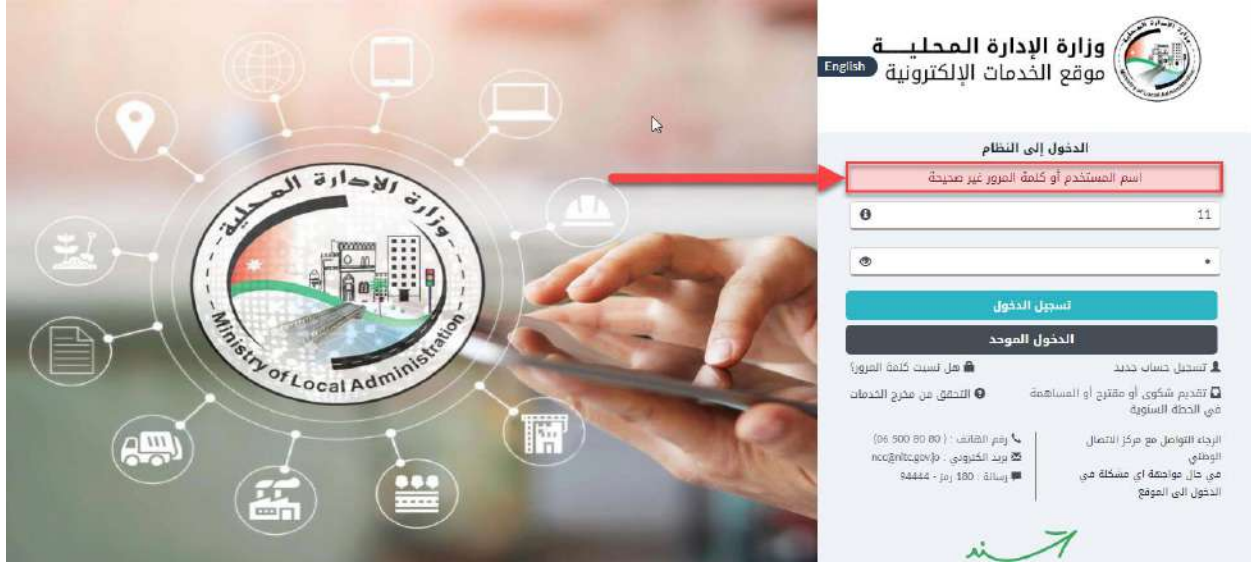 وزارة الإدارة المحليـــــة
موقع الخدمات الإلكترونية
English
وزارة الإدارة المحلية
Ministry of Local Administration
الدخول إلى النظام
اسم المستخدم أو كلمة المرور غير صحيحة
11
تسجيل الدخول
الدخول الموحد
تسجيل حساب جديد
هل نسيت كلمة المرور؟
تقديم شكوى أو مقترح أو المساهمة
في الخطة السنوية
التحقق من مخرج الخدمات
الرجاء التواصل مع مركز الاتصال
الوطني
في حال مواجهة اي مشكلة في
الدخول الى الموقع
رقم الهاتف : ( 80 80 500 06)
بريد الكتروني : ncc@nitc.gov.jo
رسالة : 180 رمز - 94444
سند